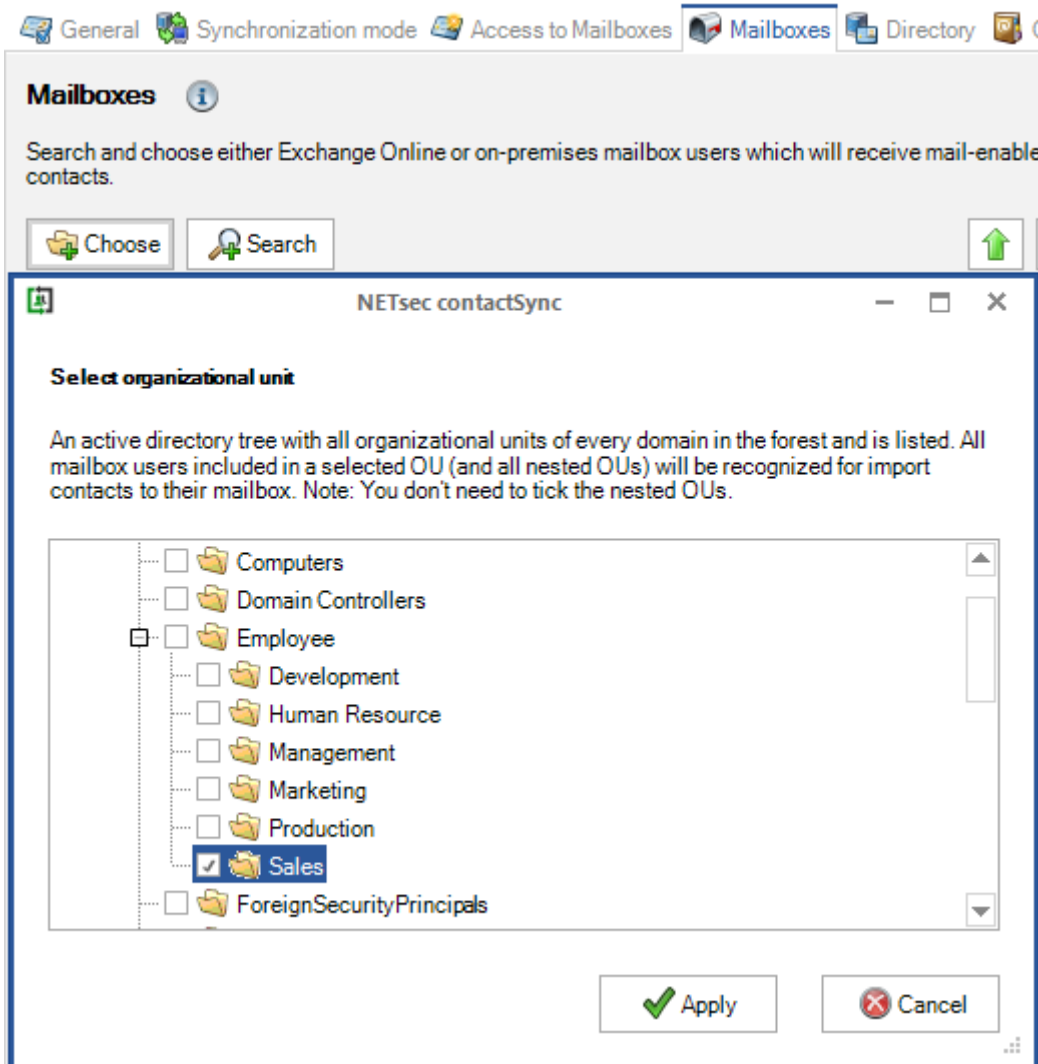 General Synchronization mode Access to Mailboxes Mailboxes Directory
Mailboxes
Search and choose either Exchange Online or on-premises mailbox users which will receive mail-enable
contacts.
Choose Search
NETsec contactSync
Select organizational unit
An active directory tree with all organizational units of every domain in the forest and is listed. All
mailbox users included in a selected OU (and all nested OUs) will be recognized for import
contacts to their mailbox. Note: You don't need to tick the nested OUs.
Computers
Domain Controllers
Employee
Development
Human Resource
Management
Marketing
Production
Sales
ForeignSecurityPrincipals
Apply Cancel